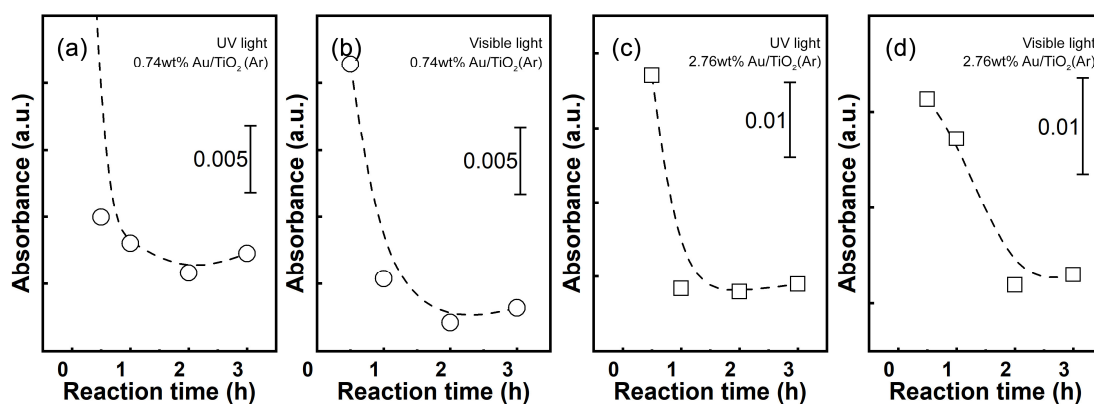 (a)
UV light
0.74wt% Au/TiO₂(Ar)
0.005
Absorbance (a.u.)
0 1 2 3
Reaction time (h)
(b)
Visible light
0.74wt% Au/TiO₂(Ar)
0.005
Absorbance (a.u.)
0 1 2 3
Reaction time (h)
(c)
UV light
2.76wt% Au/TiO₂(Ar)
0.01
Absorbance (a.u.)
0 1 2 3
Reaction time (h)
(d)
Visible light
2.76wt% Au/TiO₂(Ar)
0.01
Absorbance (a.u.)
0 1 2 3
Reaction time (h)